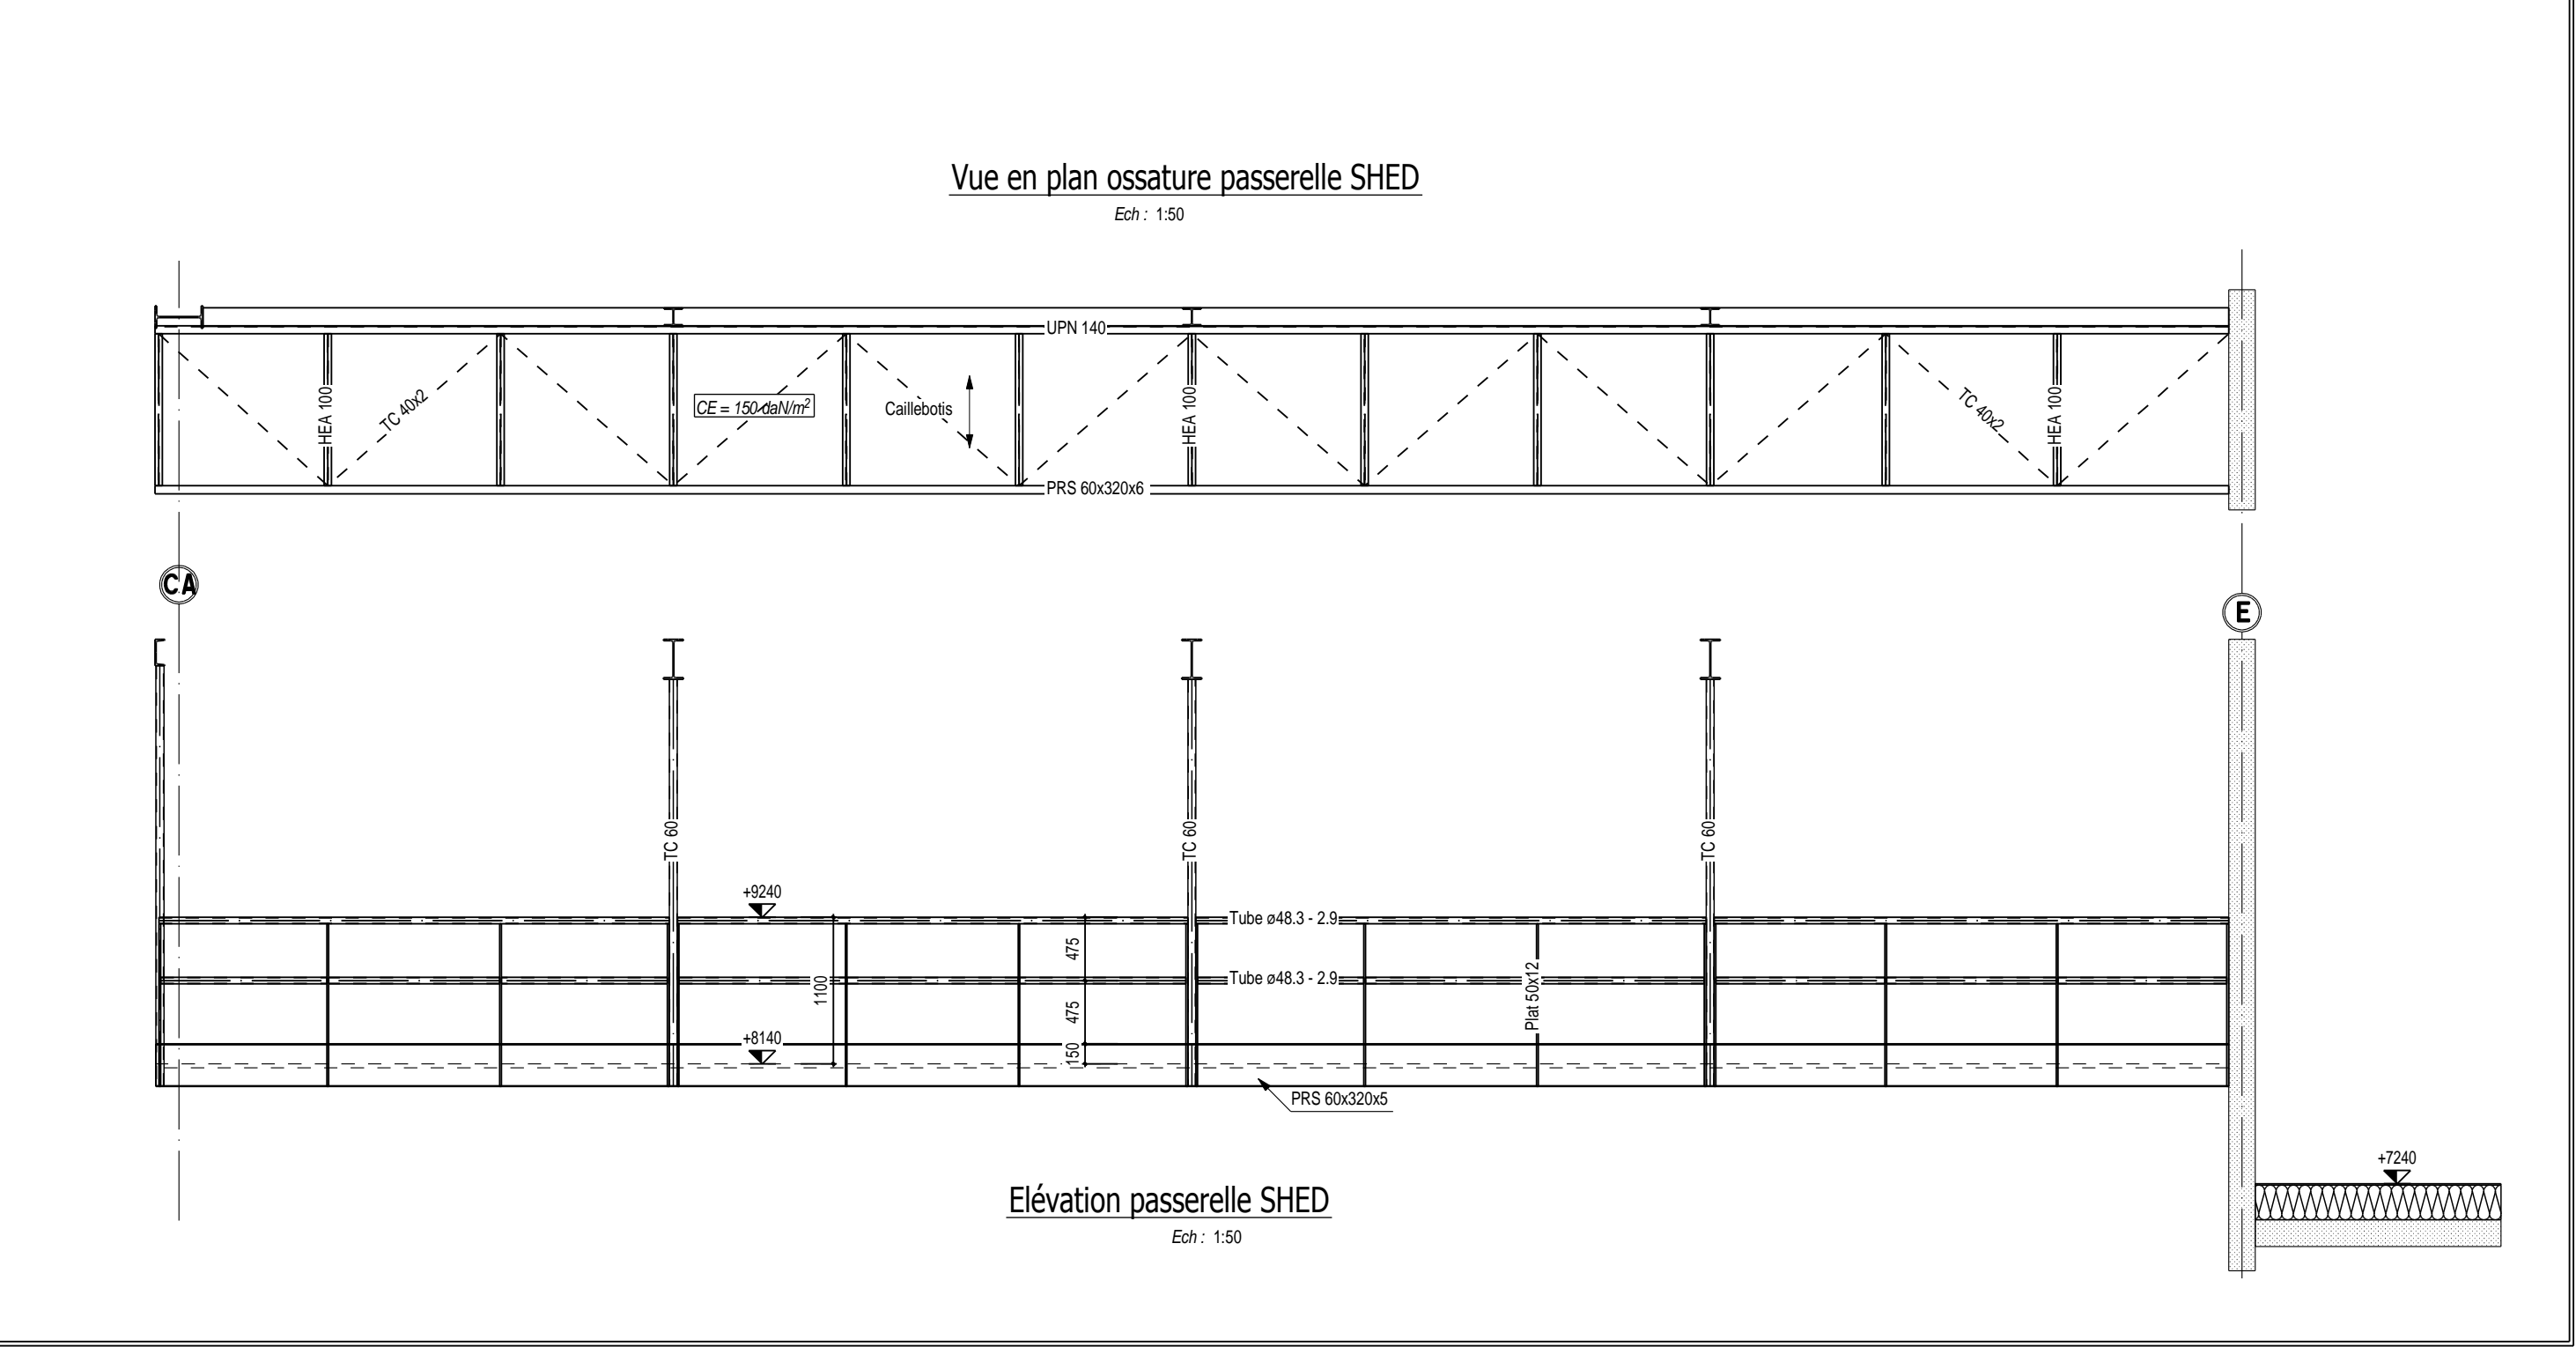 Vue en plan ossature passerelle SHED
Ech : 1:50
UPN 140
HEA 100
TC 40x2
CE = 150 daN/m²
Caillebotis
HEA 100
TC 40x2
HEA 100
PRS 60x320x6
CA
E
TC 60
TC 60
TC 60
+9240
Tube ø48.3 - 2.9
475
1100
Tube ø48.3 - 2.9
Plat 50x12
475
+8140
150
PRS 60x320x5
+7240
Elévation passerelle SHED
Ech : 1:50